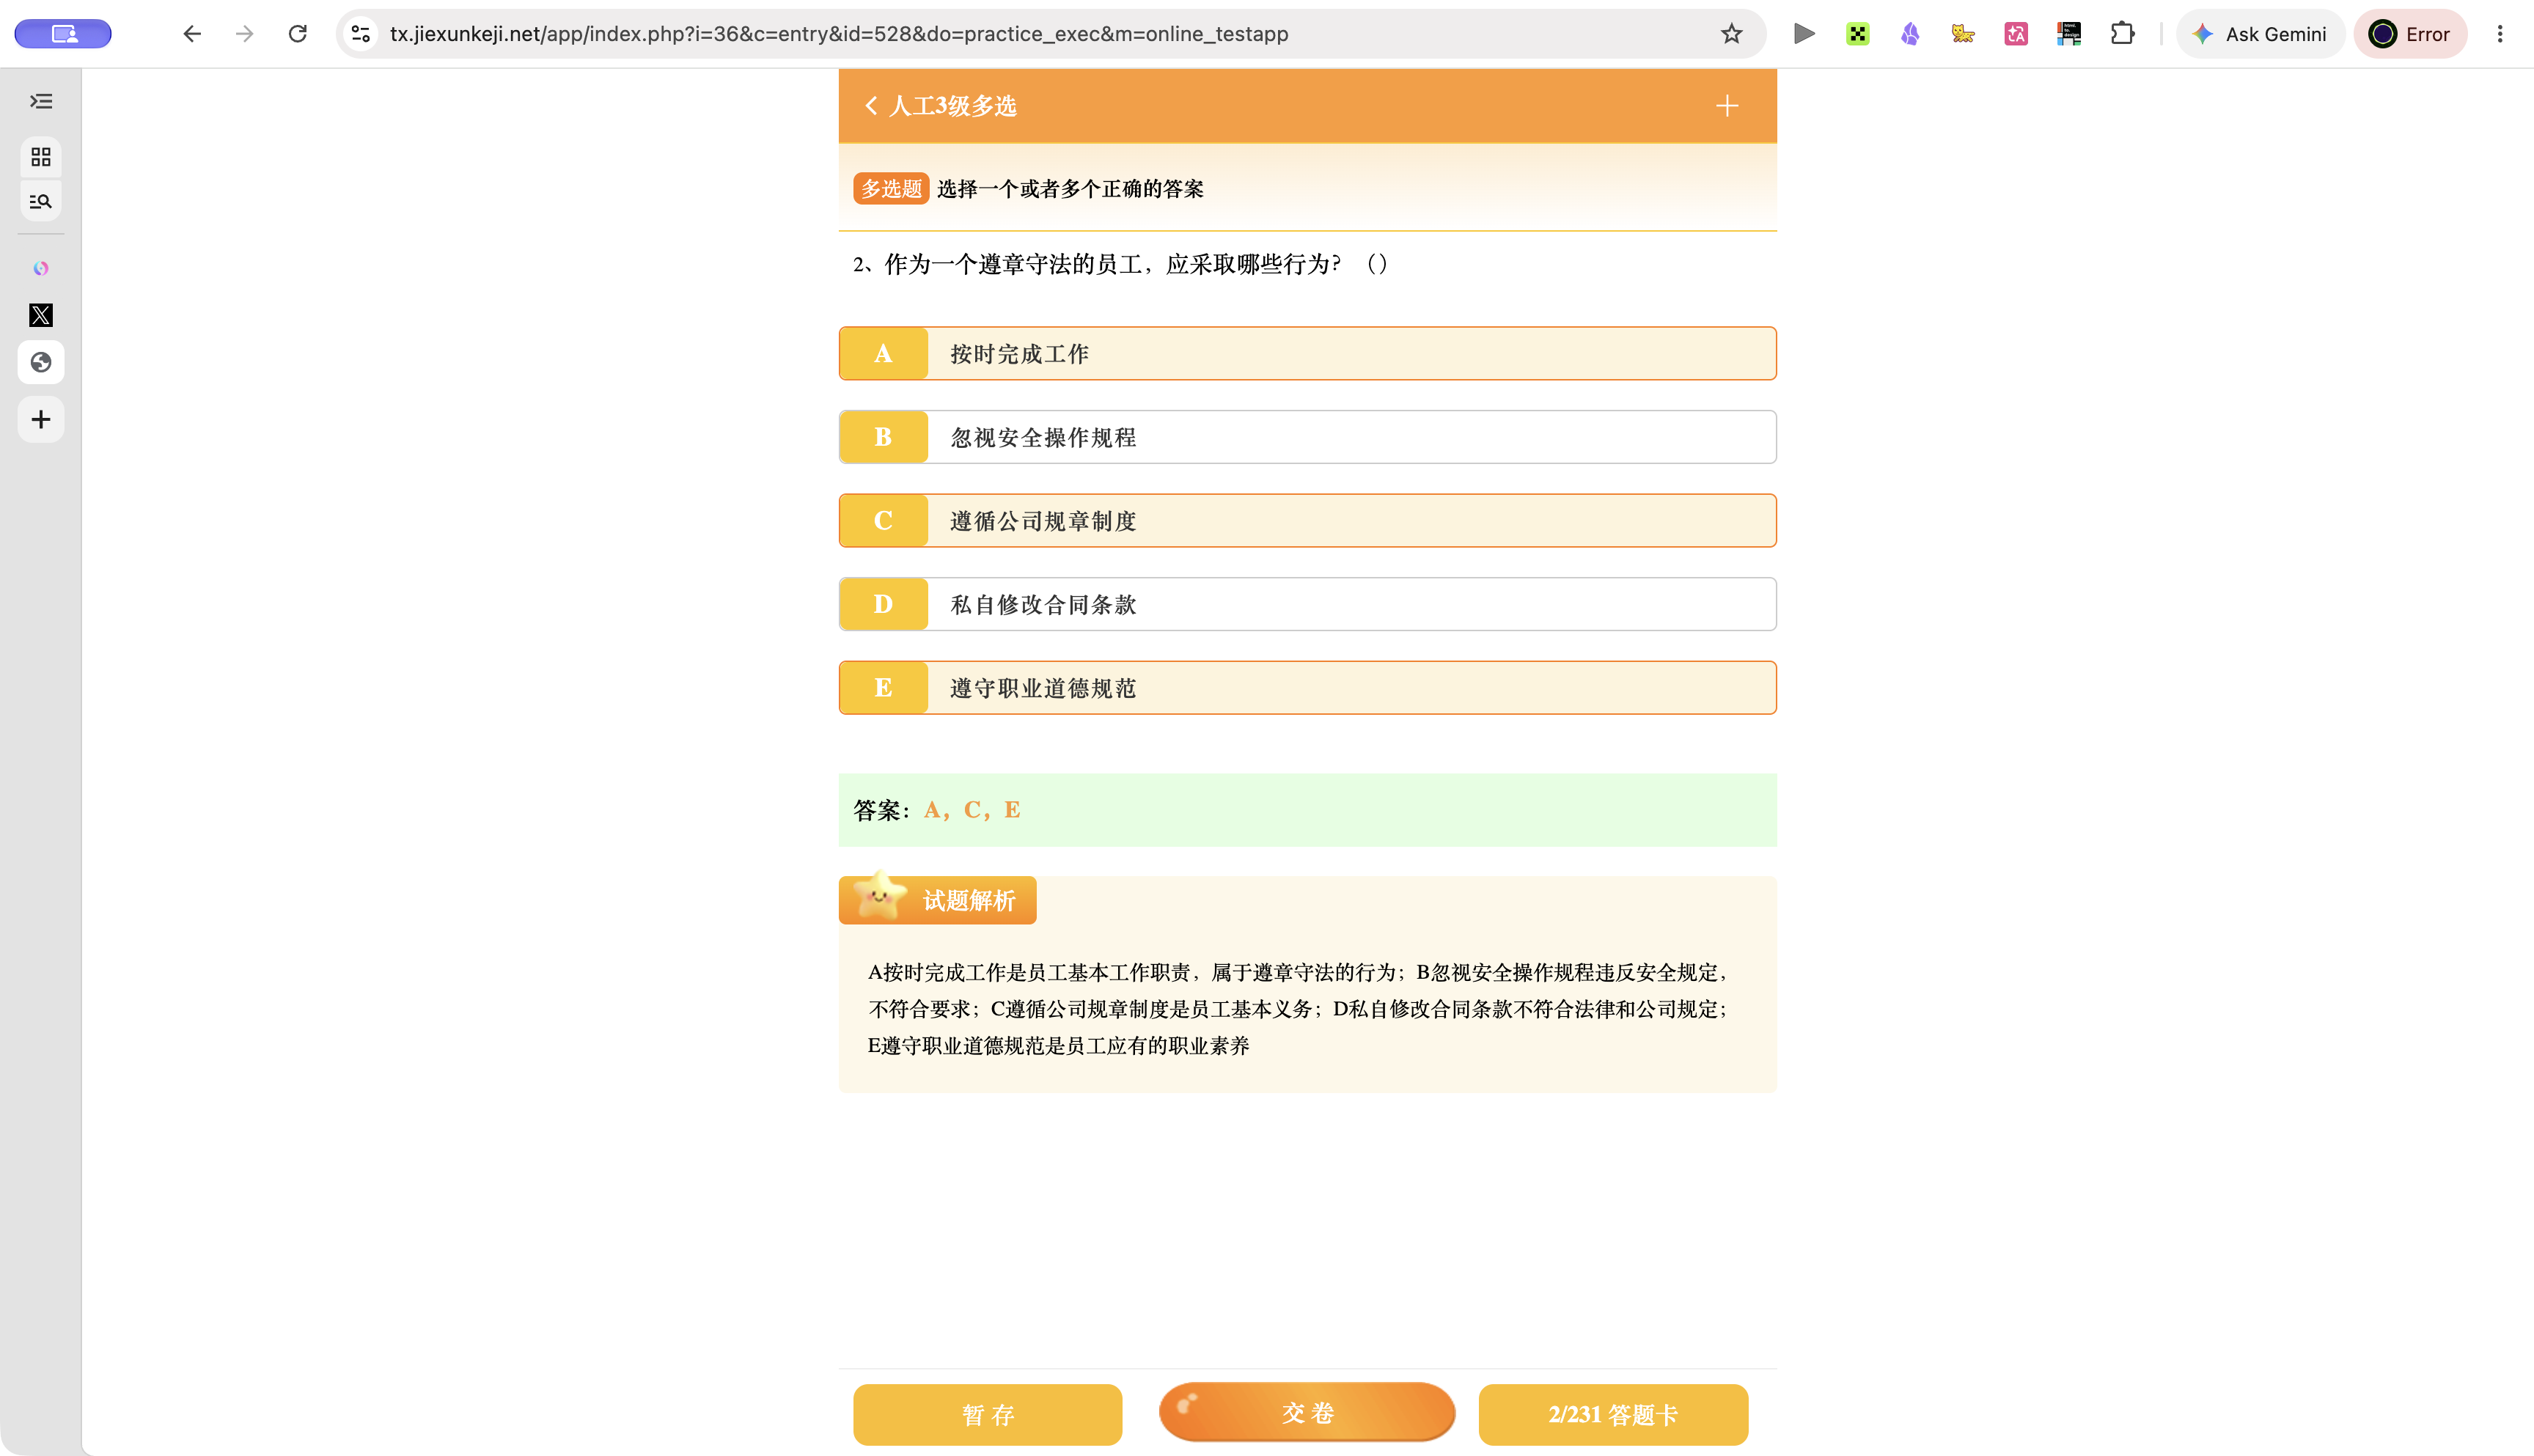 tx.jiexunkeji.net/app/index.php?i=36&c=entry&id=528&do=practice_exec&m=online_testapp
Ask Gemini
Error
人工3级多选
多选题 选择一个或者多个正确的答案
2、作为一个遵章守法的员工，应采取哪些行为？（）
A 按时完成工作
B 忽视安全操作规程
C 遵循公司规章制度
D 私自修改合同条款
E 遵守职业道德规范
答案：A，C，E
试题解析
A按时完成工作是员工基本工作职责，属于遵章守法的行为；B忽视安全操作规程违反安全规定，
不符合要求；C遵循公司规章制度是员工基本义务；D私自修改合同条款不符合法律和公司规定；
E遵守职业道德规范是员工应有的职业素养
暂 存
交 卷
2/231 答题卡